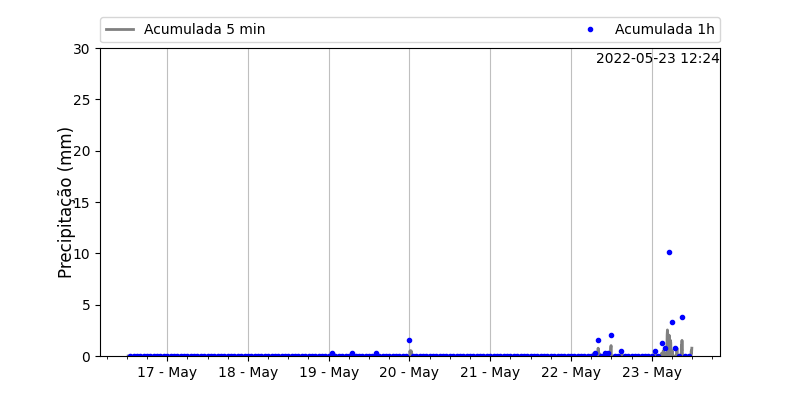 Acumulada 5 min
Acumulada 1h
2022-05-23 12:24
Precipitação (mm)
30
25
20
15
10
5
0
17 - May
18 - May
19 - May
20 - May
21 - May
22 - May
23 - May